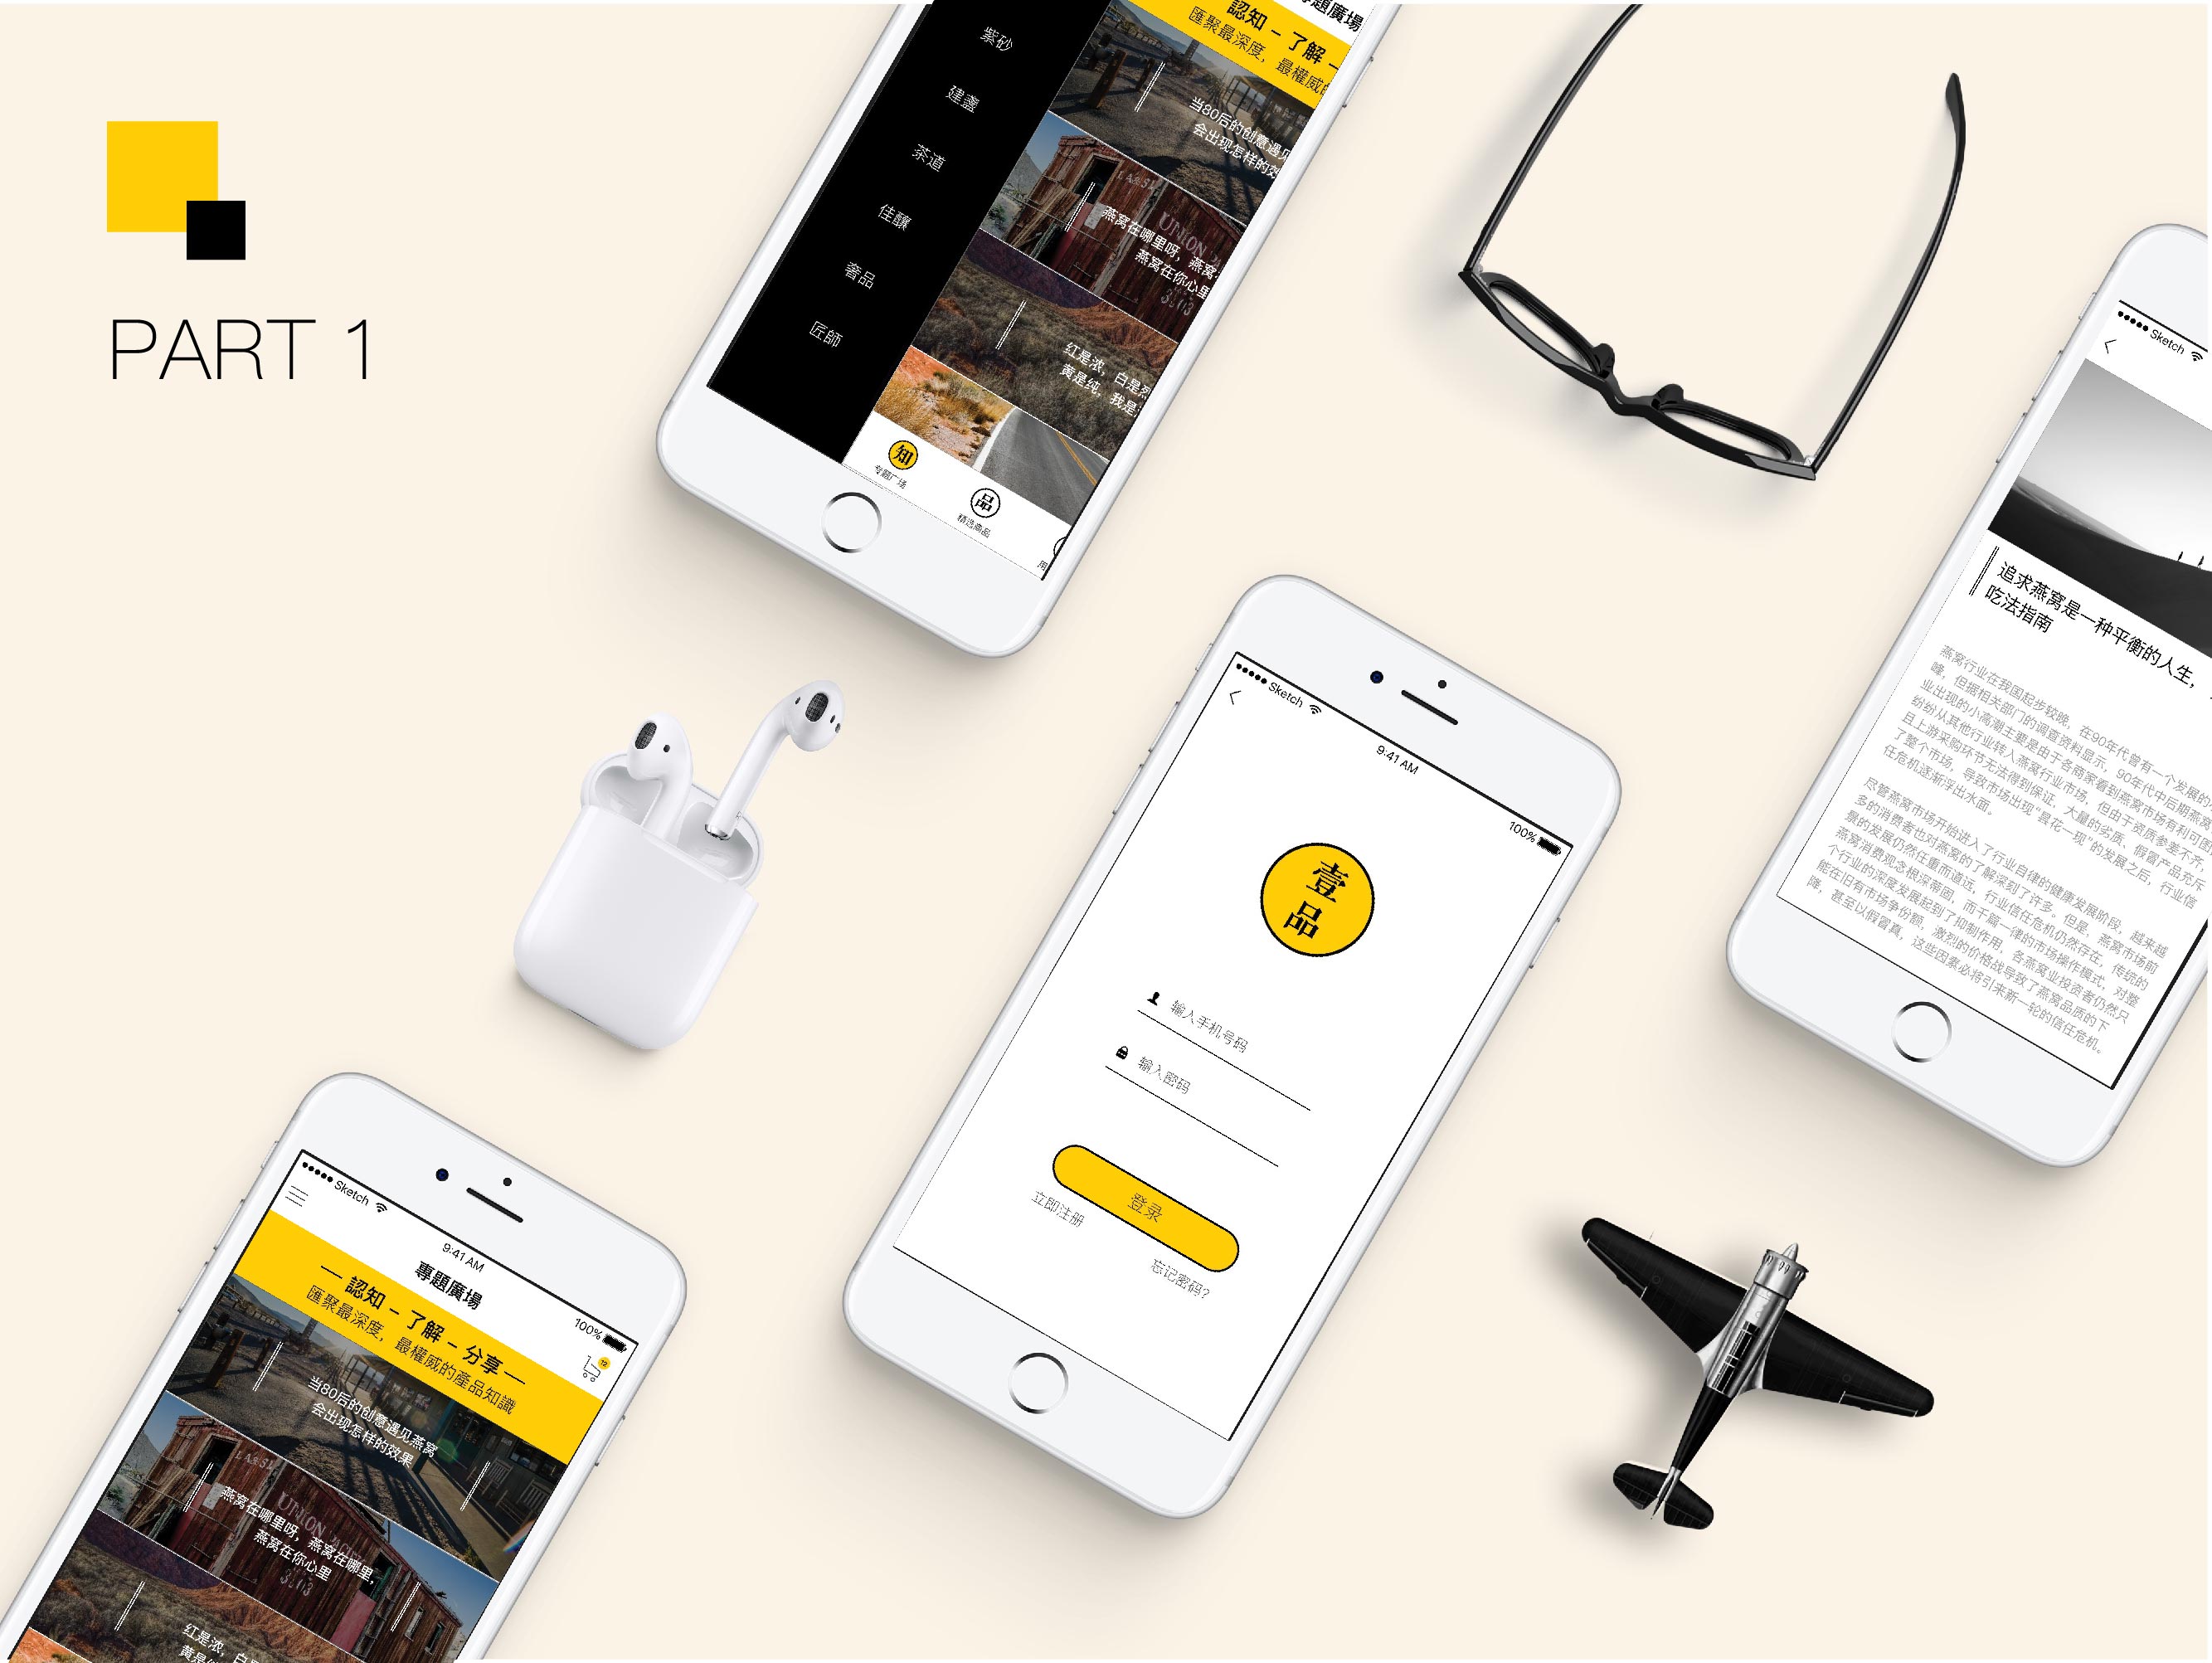 PART 1
紫砂
建盞
茶道
佳釀
奢品
匠師
專題廣場
認知 – 了解 –
匯聚最深度，最權威的
当80后的创意遇见
会出现怎样的效
LA&SL
燕窝在哪里呀，燕窝
UNION
燕窝在你心里
3503
红是浓，白是烈
黄是纯，我是
知
专题广场
品
精选商品
用
Sketch
追求燕窝是一种平衡的人生，
吃法指南
燕窝行业在我国起步较晚，在90年代曾有一个发展的
峰，但据相关部门的调查资料显示，90年代中后期燕窝
业出现的小高潮主要是由于各商家看到燕窝市场有利可图
纷纷从其他行业转入燕窝行业市场，但由于资质参差不齐，
且上游采购环节无法得到保证，大量的劣质、假冒产品充斥
了整个市场，导致市场出现“昙花一现”的发展之后，行业信
任危机逐渐浮出水面。
尽管燕窝市场开始进入了行业自律的健康发展阶段，越来越
多的消费者也对燕窝的了解深刻了许多。但是，燕窝市场前
景的发展仍然任重而道远，行业信任危机仍然存在，传统的
燕窝消费观念根深蒂固，而千篇一律的市场操作模式，对整
个行业的深度发展起到了抑制作用，各燕窝业投资者仍然只
能在旧有市场争份额，激烈的价格战导致了燕窝品质的下
降，甚至以假冒真，这些因素必将引来新一轮的信任危机。
Sketch
9:41 AM
100%
壹
品
输入手机号码
输入密码
登录
立即注册
忘记密码?
Sketch
9:41 AM
100%
專題廣場
12
— 認知 – 了解 – 分享 —
匯聚最深度，最權威的產品知識
当80后的创意遇见燕窝
会出现怎样的效果
LA&SL
燕窝在哪里呀，燕窝在哪里，
UNION PACIFIC
燕窝在你心里
3503
红是浓，白是
黄是